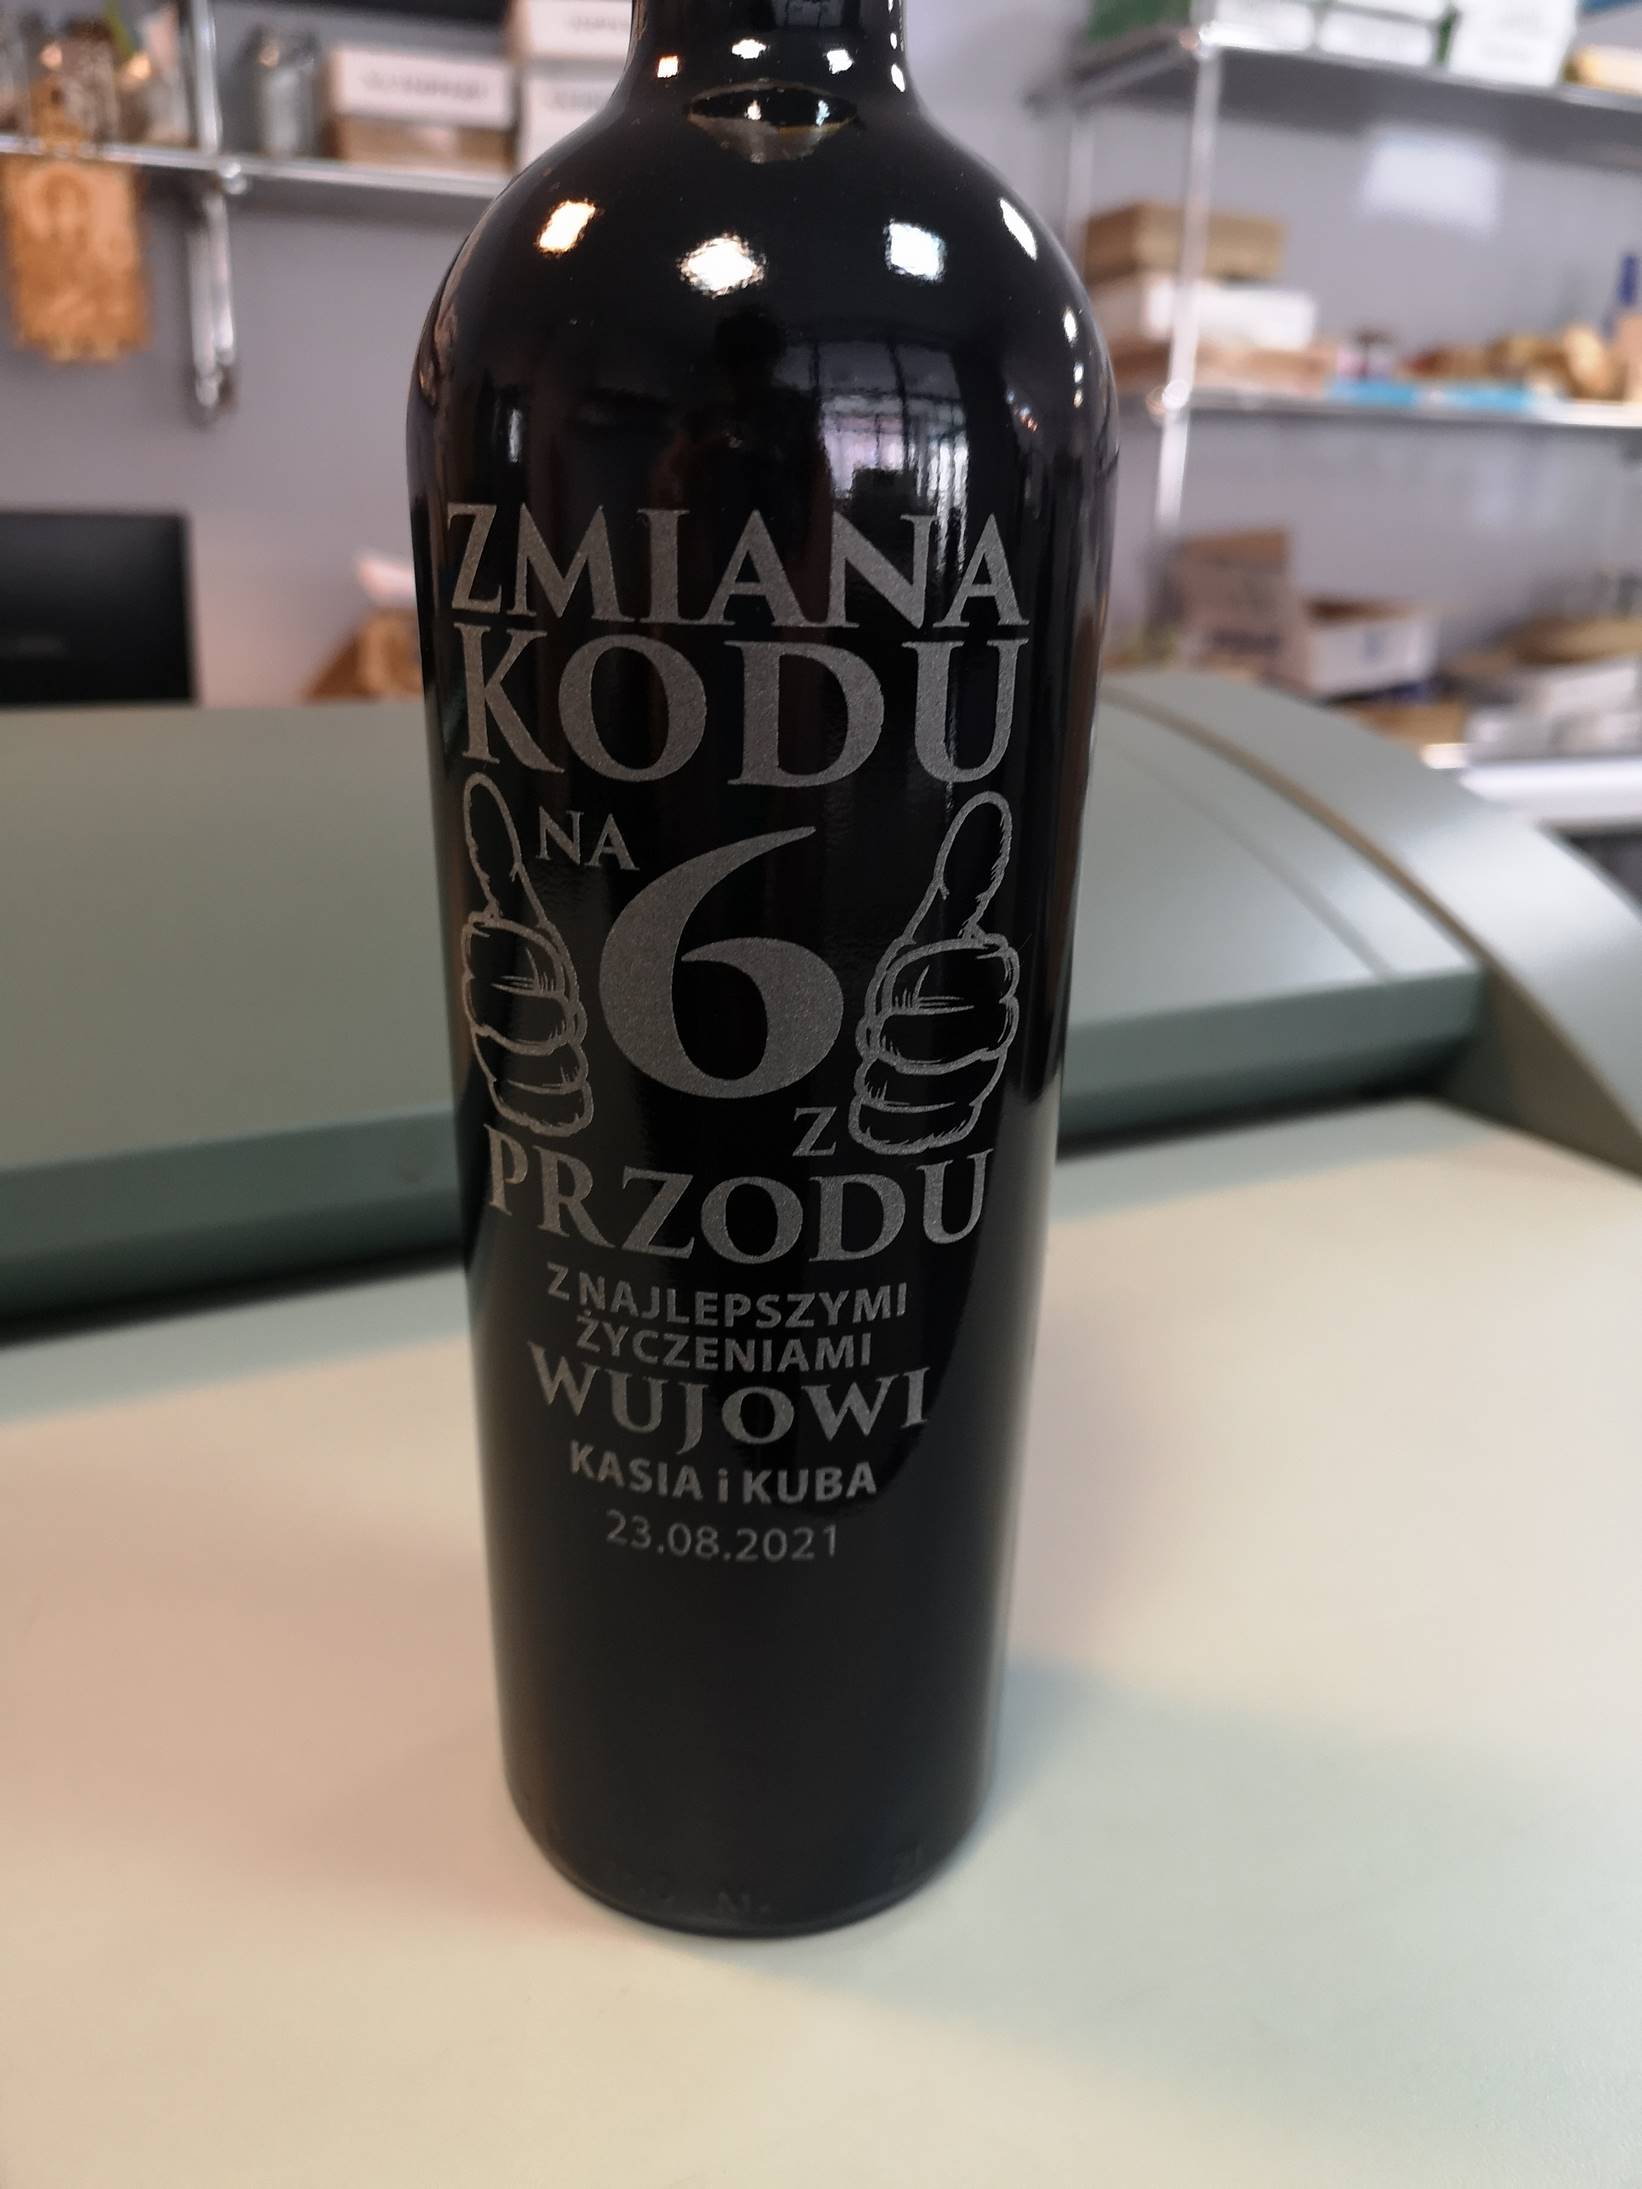 ZMIANA
KODU
NA
6
Z
PRZODU
Z NAJLEPSZYMI
ŻYCZENIAMI
WUJOWI
KASIA i KUBA
23.08.2021